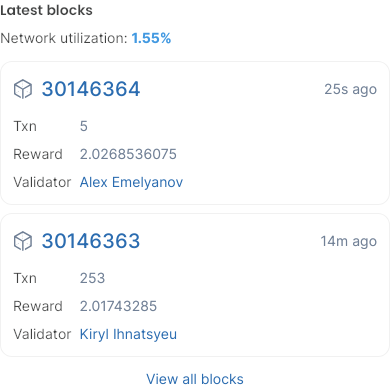 Latest blocks
Network utilization: 1.55%
30146364 25s ago
Txn 5
Reward 2.0268536075
Validator Alex Emelyanov
30146363 14m ago
Txn 253
Reward 2.01743285
Validator Kiryl Ihnatsyeu
View all blocks